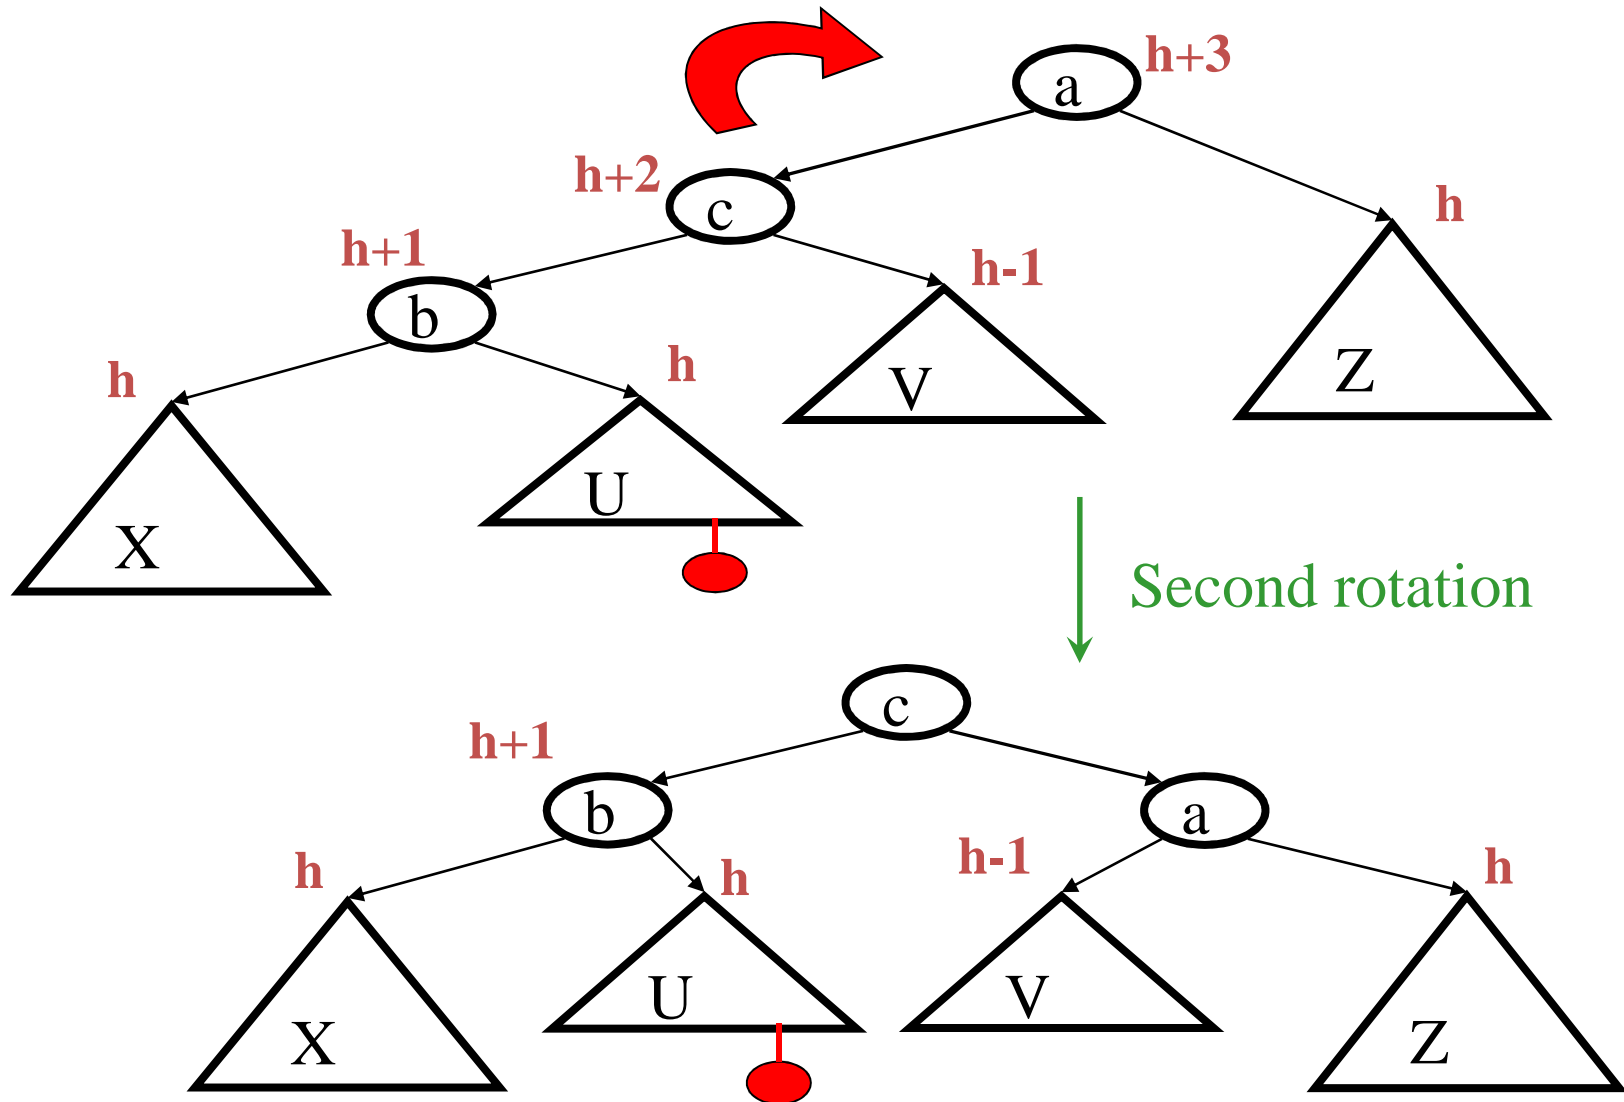 a h+3
h+2 c h
h+1 h-1
b
h h Z
V
U
X
Second rotation
c
h+1
b a
h h h-1 h
U V
X Z